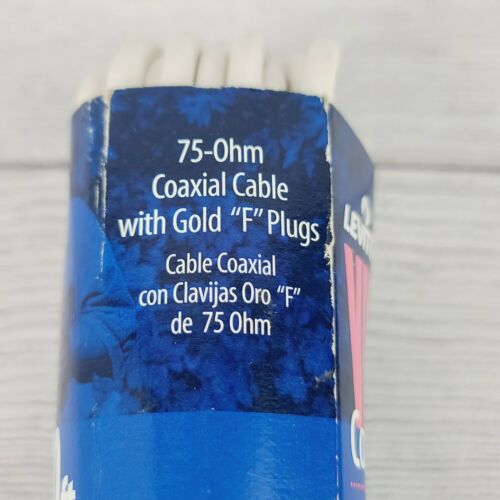 75-Ohm
Coaxial Cable
with Gold "F" Plugs
Cable Coaxial
con Clavijas Oro "F"
de 75 Ohm